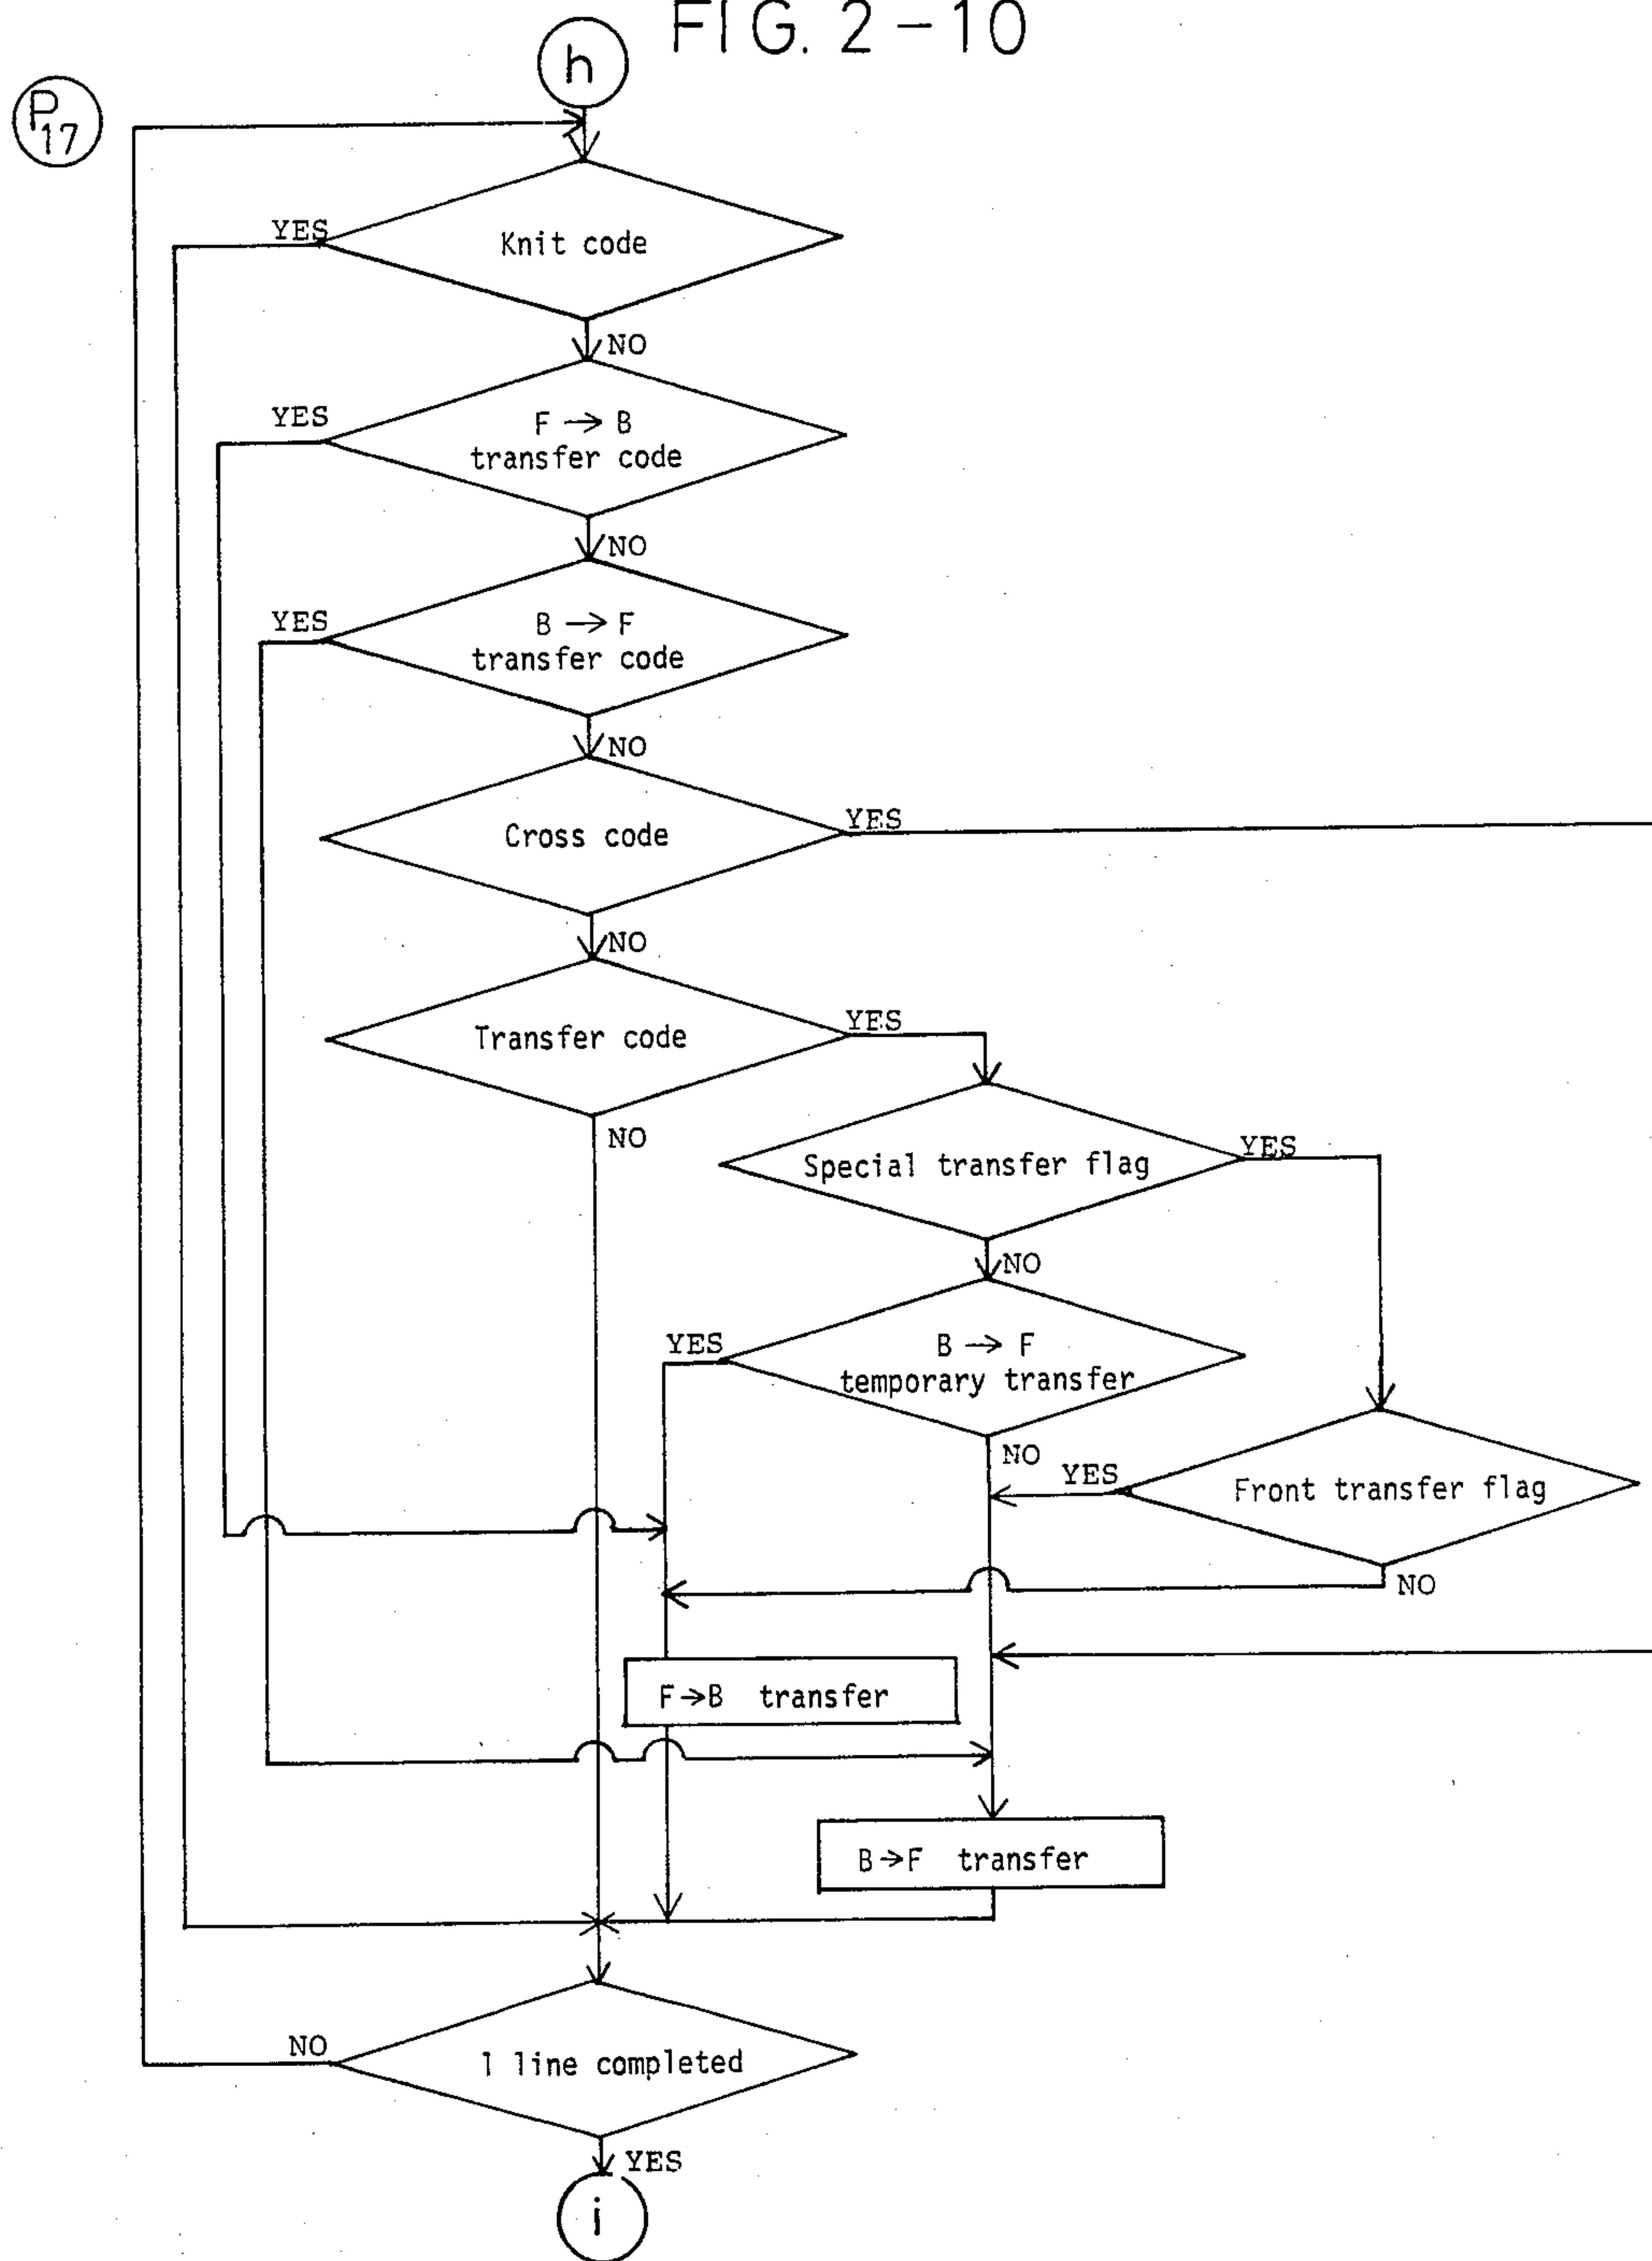 FIG. 2-10
h
P17
Knit code
YES
NO
F → B
transfer code
YES
NO
B → F
transfer code
YES
NO
Cross code
YES
NO
Transfer code
YES
NO
Special transfer flag
YES
NO
B → F
temporary transfer
YES
NO
Front transfer flag
YES
NO
F→B transfer
B→F transfer
1 line completed
NO
YES
i